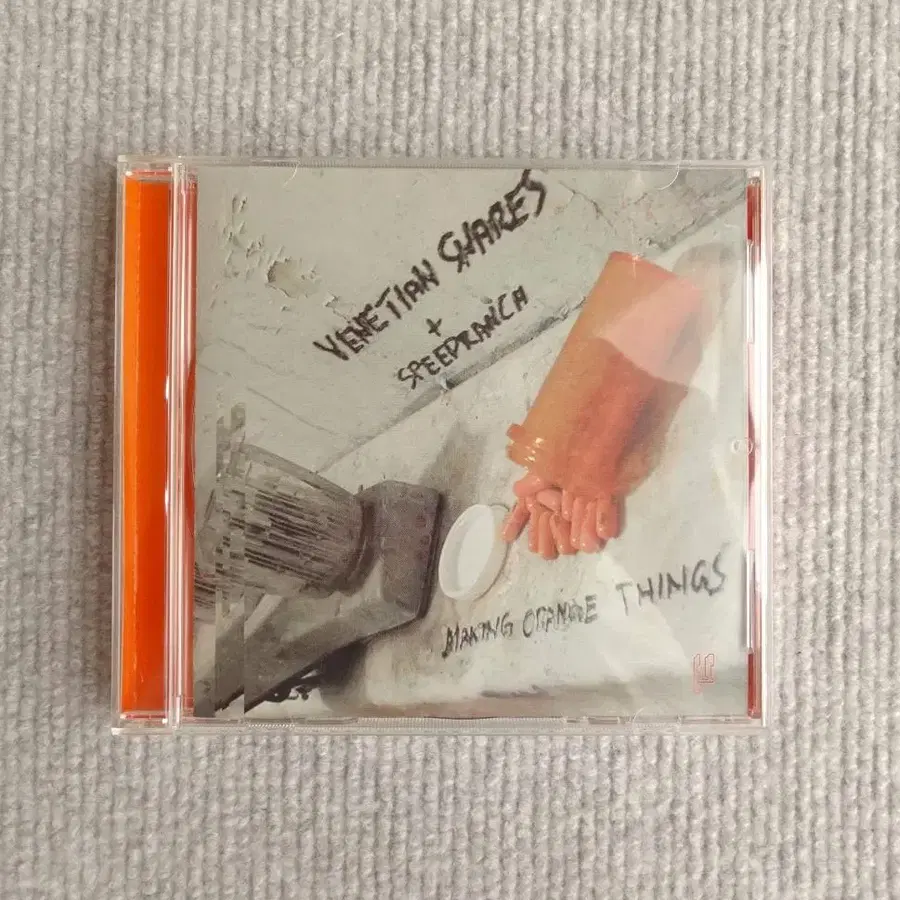 VENETIAN SNARES
+
SPEEDRANCH
MAKING ORANGE THINGS